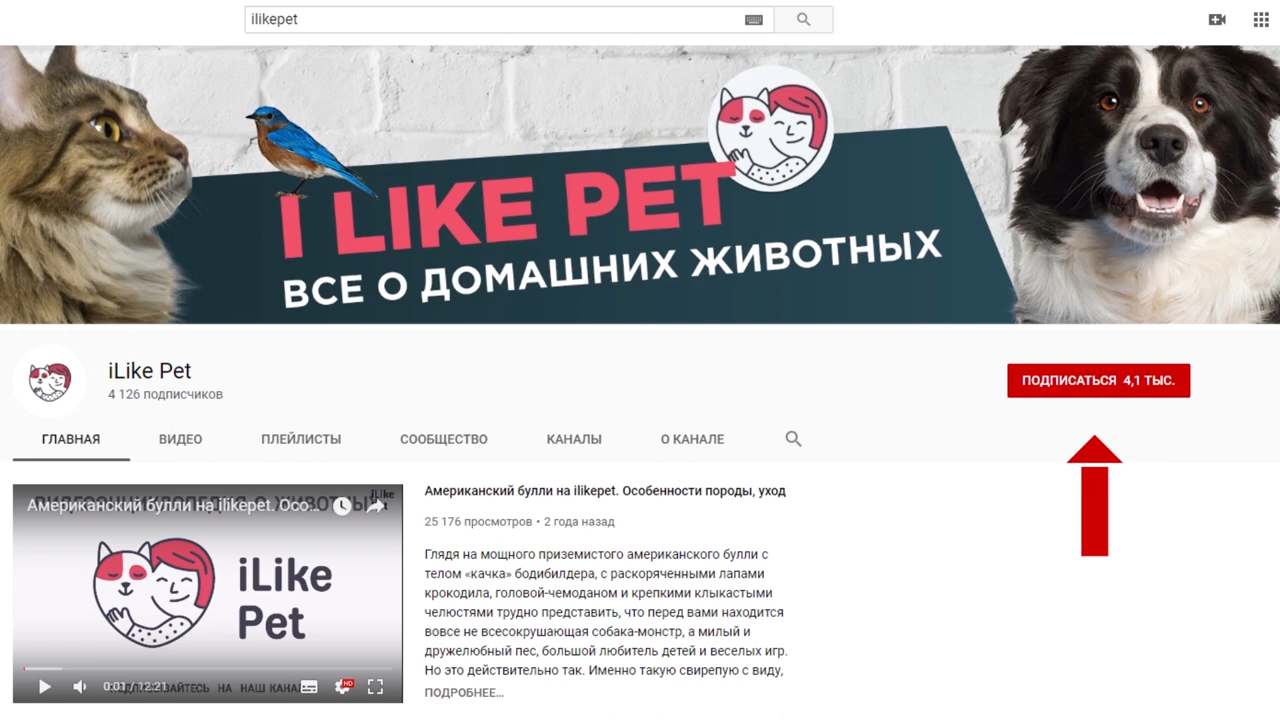 ilikepet
I LIKE PET
ВСЕ О ДОМАШНИХ ЖИВОТНЫХ
iLike Pet
4 126 подписчиков
ПОДПИСАТЬСЯ 4,1 ТЫС.
ГЛАВНАЯ
ВИДЕО
ПЛЕЙЛИСТЫ
СООБЩЕСТВО
КАНАЛЫ
О КАНАЛЕ
Американский булли на ilikepet. Осо...
iLike
Pet
0:01 / 12:21
НА НАШ
HD
Американский булли на ilikepet. Особенности породы, уход
25 176 просмотров • 2 года назад
Глядя на мощного приземистого американского булли с
телом «качка» бодибилдера, с раскоряченными лапами
крокодила, головой-чемоданом и крепкими клыкастыми
челюстями трудно представить, что перед вами находится
вовсе не всесокрушающая собака-монстр, а милый и
дружелюбный пес, большой любитель детей и веселых игр.
Но это действительно так. Именно такую свирепую с виду,
ПОДРОБНЕЕ...